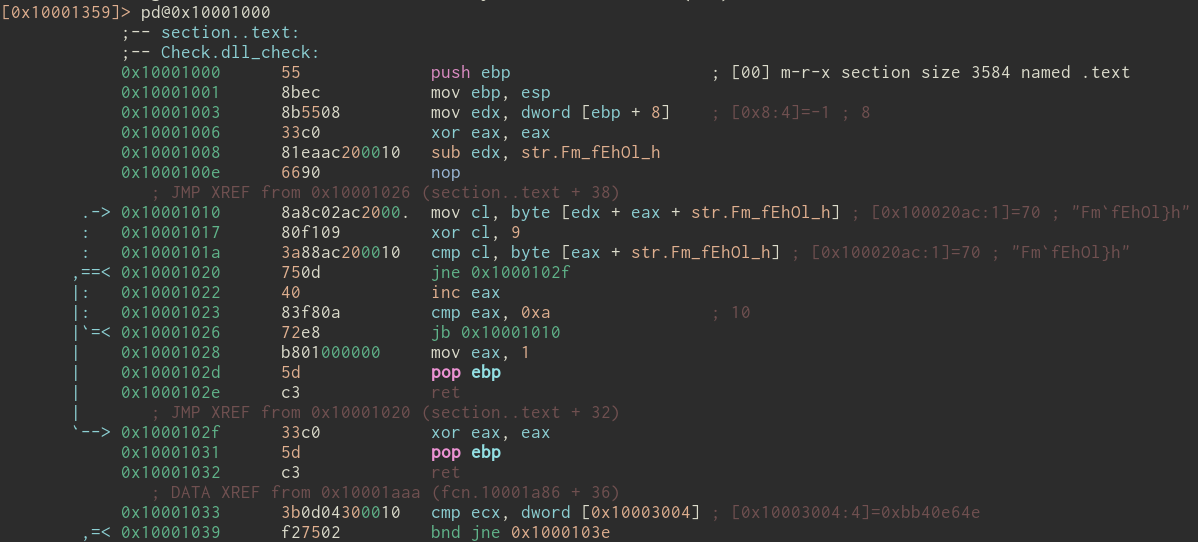 [0x10001359]> pd@0x10001000
;-- section..text:
;-- Check.dll_check:
0x10001000 55 push ebp ; [00] m-r-x section size 3584 named .text
0x10001001 8bec mov ebp, esp
0x10001003 8b5508 mov edx, dword [ebp + 8] ; [0x8:4]=-1 ; 8
0x10001006 33c0 xor eax, eax
0x10001008 81eaac200010 sub edx, str.Fm_fEhOl_h
0x1000100e 6690 nop
; JMP XREF from 0x10001026 (section..text + 38)
.-> 0x10001010 8a8c02ac2000. mov cl, byte [edx + eax + str.Fm_fEhOl_h] ; [0x100020ac:1]=70 ; "Fm`fEhOl}h"
: 0x10001017 80f109 xor cl, 9
: 0x1000101a 3a88ac200010 cmp cl, byte [eax + str.Fm_fEhOl_h] ; [0x100020ac:1]=70 ; "Fm`fEhOl}h"
,==< 0x10001020 750d jne 0x1000102f
|: 0x10001022 40 inc eax
|: 0x10001023 83f80a cmp eax, 0xa ; 10
|`=< 0x10001026 72e8 jb 0x10001010
| 0x10001028 b801000000 mov eax, 1
| 0x1000102d 5d pop ebp
| 0x1000102e c3 ret
| ; JMP XREF from 0x10001020 (section..text + 32)
`--> 0x1000102f 33c0 xor eax, eax
0x10001031 5d pop ebp
0x10001032 c3 ret
; DATA XREF from 0x10001aaa (fcn.10001a86 + 36)
0x10001033 3b0d04300010 cmp ecx, dword [0x10003004] ; [0x10003004:4]=0xbb40e64e
,=< 0x10001039 f27502 bnd jne 0x1000103e